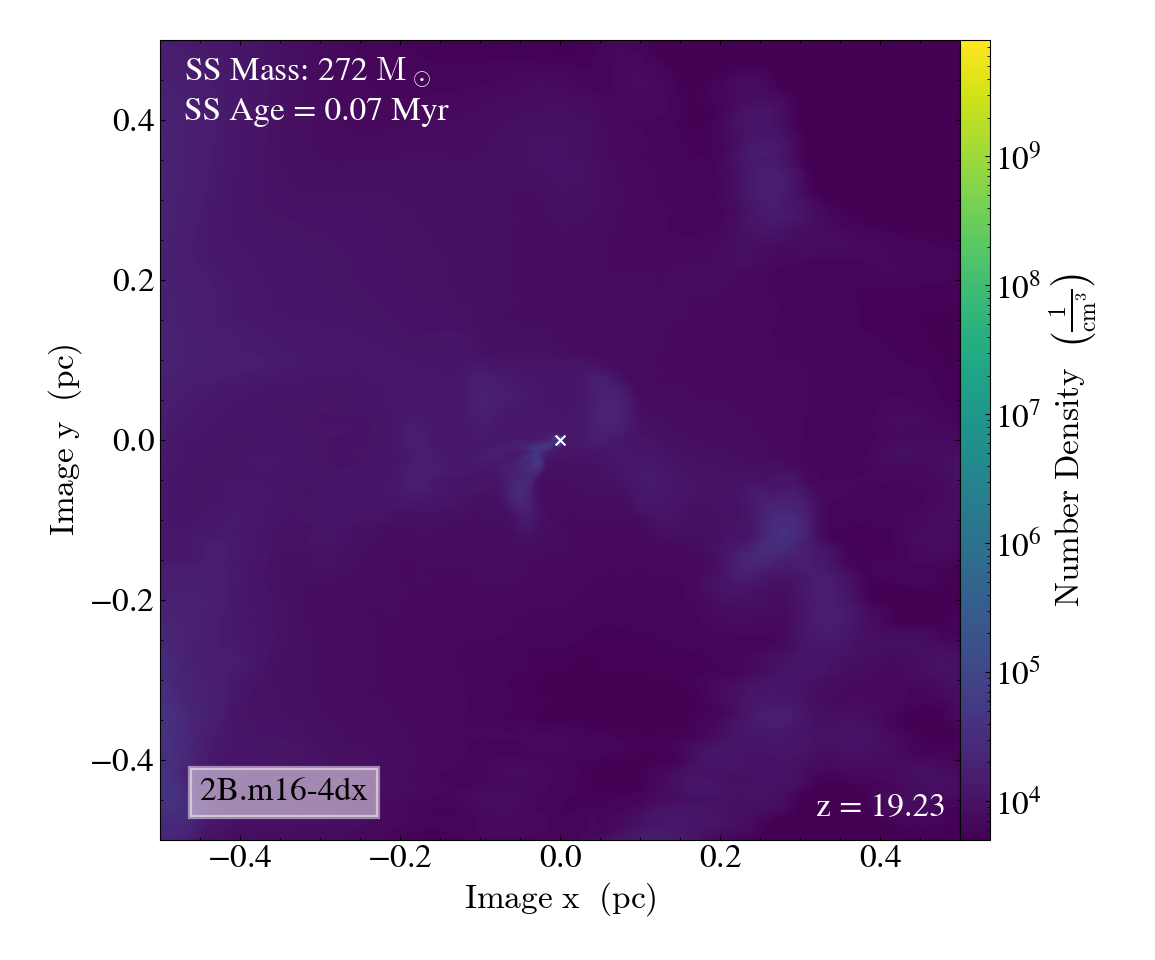 SS Mass: 272 M⊙
SS Age = 0.07 Myr
0.4
0.2
0.0
−0.2
−0.4
Image y (pc)
2B.m16-4dx
z = 19.23
−0.4 −0.2 0.0 0.2 0.4
Image x (pc)
10⁹
10⁸
10⁷
10⁶
10⁵
10⁴
Number Density (1/cm³)